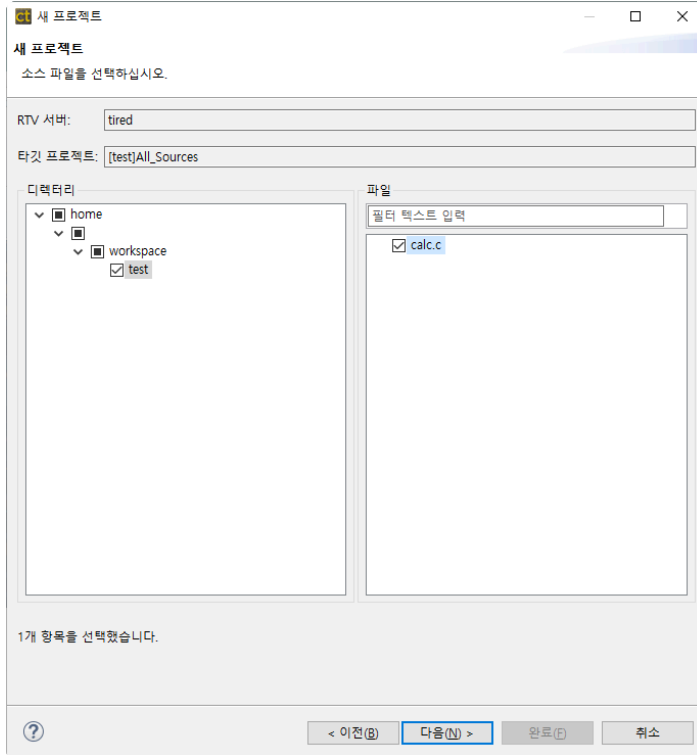 ct 새 프로젝트
새 프로젝트
소스 파일을 선택하십시오.
RTV 서버: tired
타깃 프로젝트: [test]All_Sources
디렉터리
home
workspace
test
파일
필터 텍스트 입력
calc.c
1개 항목을 선택했습니다.
? < 이전(B) 다음(N) > 완료(F) 취소